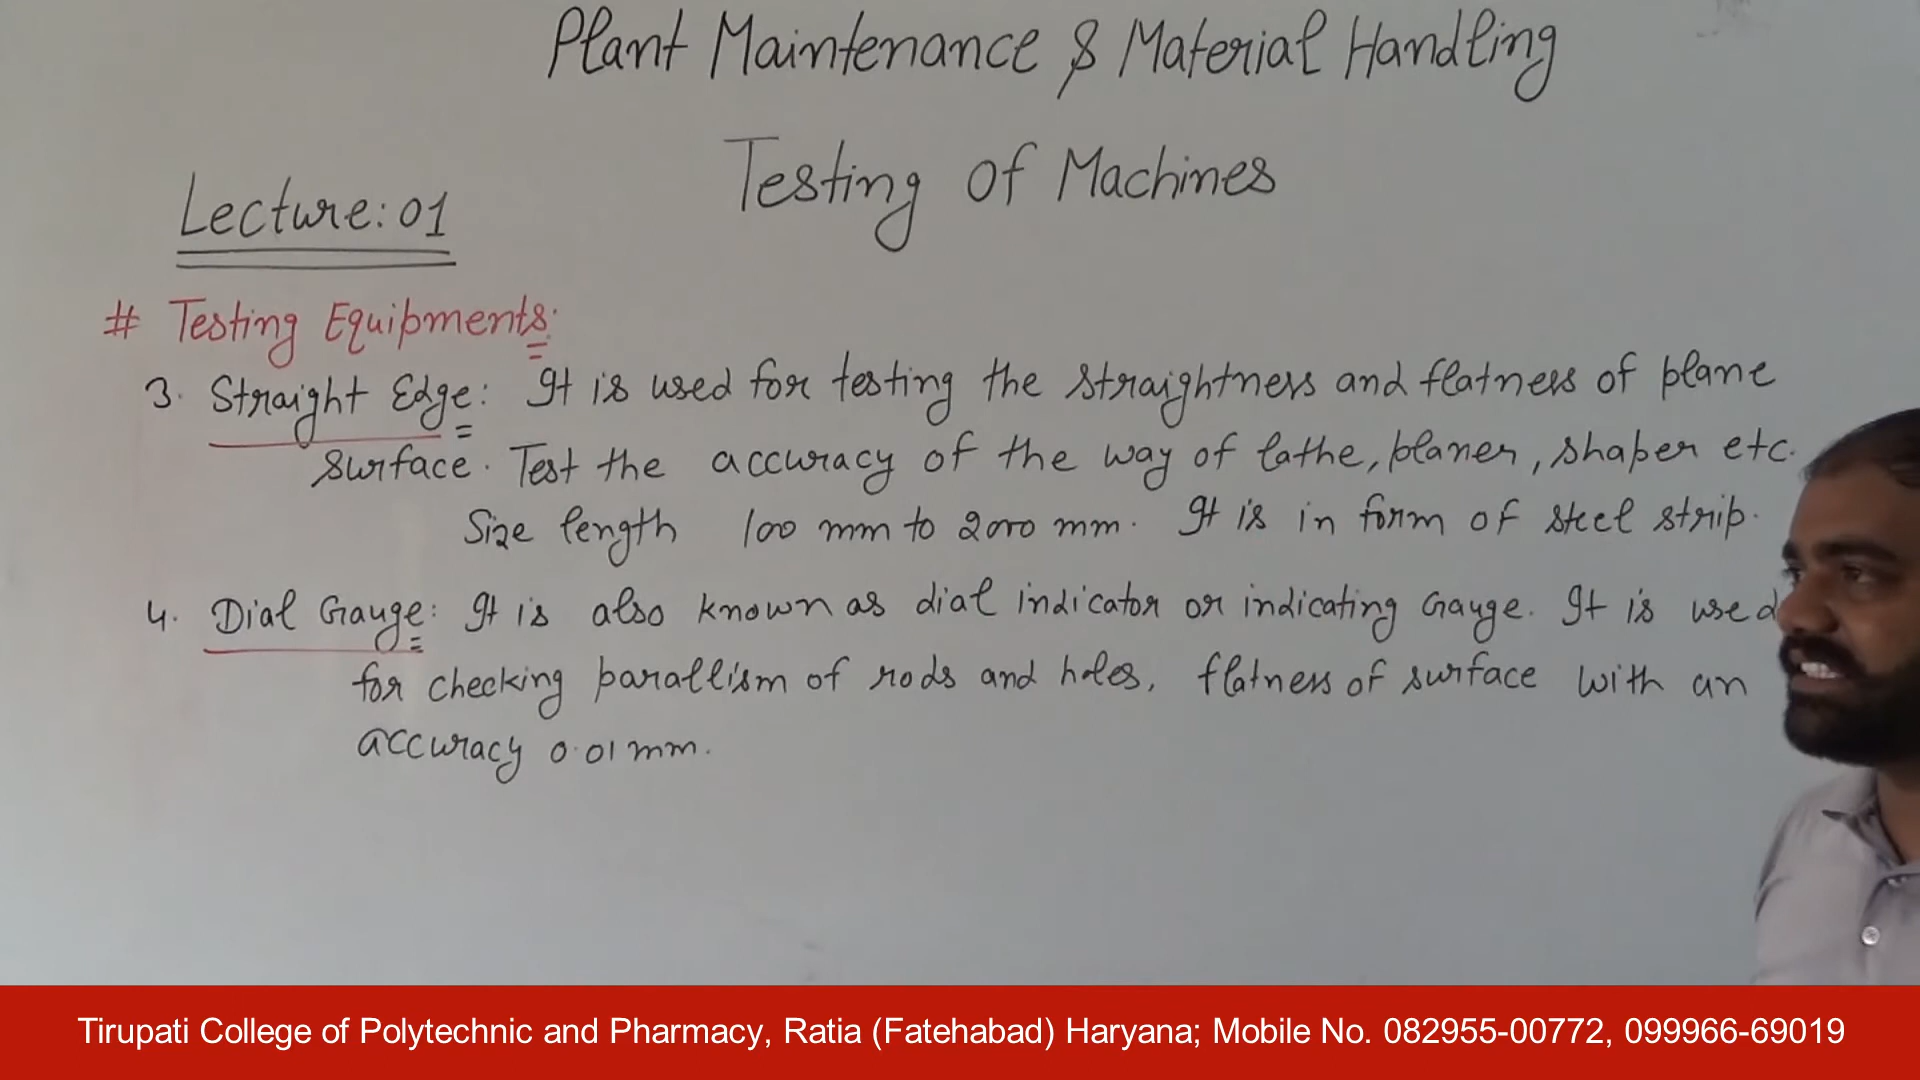 Plant Maintenance & Material Handling
Testing Of Machines
Lecture: 01
# Testing Equipments:
3. Straight Edge: It is used for testing the straightness and flatness of plane
surface. Test the accuracy of the way of lathe, planer, shaper etc.
Size length 100 mm to 2000 mm. It is in form of steel strip.
4. Dial Gauge: It is also known as dial indicator or indicating Gauge. It is used
for checking parallism of rods and holes, flatness of surface with an
accuracy 0.01 mm.
Tirupati College of Polytechnic and Pharmacy, Ratia (Fatehabad) Haryana; Mobile No. 082955-00772, 099966-69019